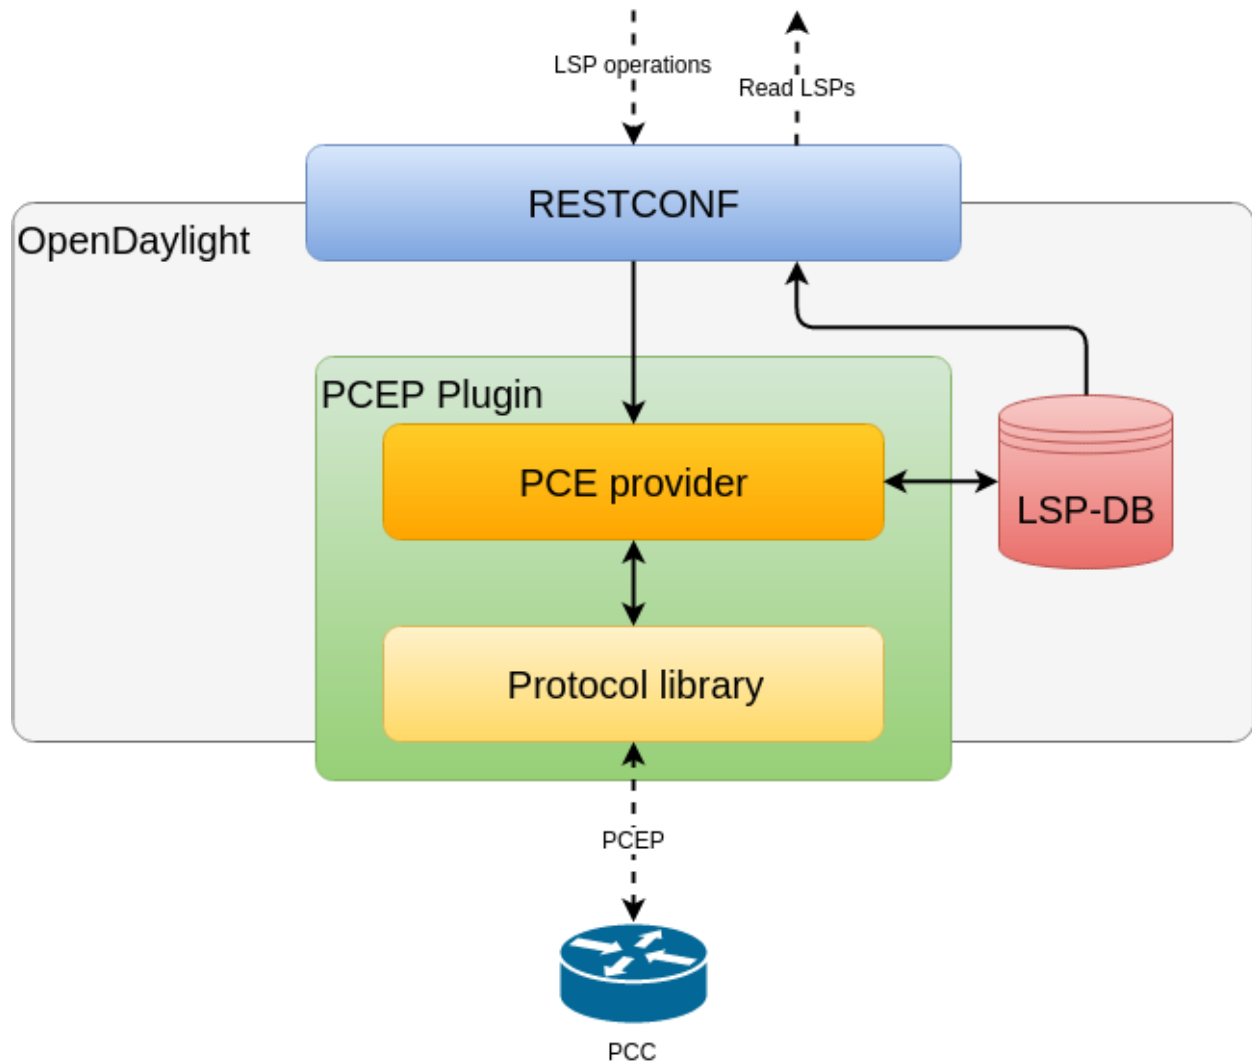 LSP operations
Read LSPs
RESTCONF
OpenDaylight
PCEP Plugin
PCE provider
LSP-DB
Protocol library
PCEP
PCC